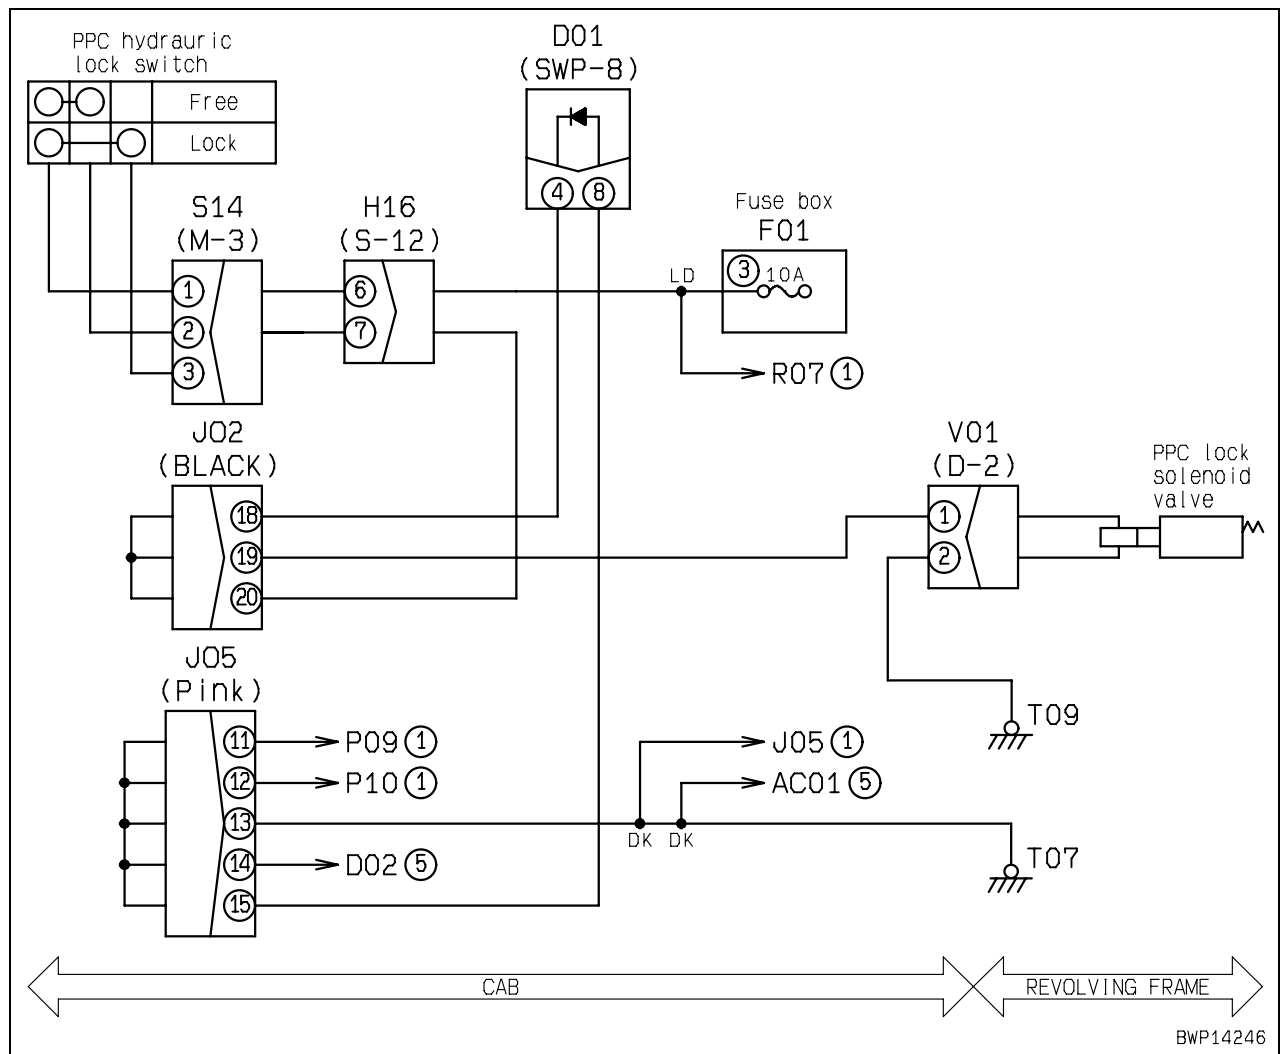 PPC hydrauric
lock switch
Free
Lock
D01
(SWP-8)
4 8
S14
(M-3)
1
2
3
H16
(S-12)
6
7
Fuse box
F01
3 10A
LD
R07 1
J02
(BLACK)
18
19
20
V01
(D-2)
1
2
PPC lock
solenoid
valve
J05
(Pink)
11 P09 1
12 P10 1
13
14 D02 5
15
J05 1
AC01 5
DK DK
T09
T07
CAB
REVOLVING FRAME
BWP14246